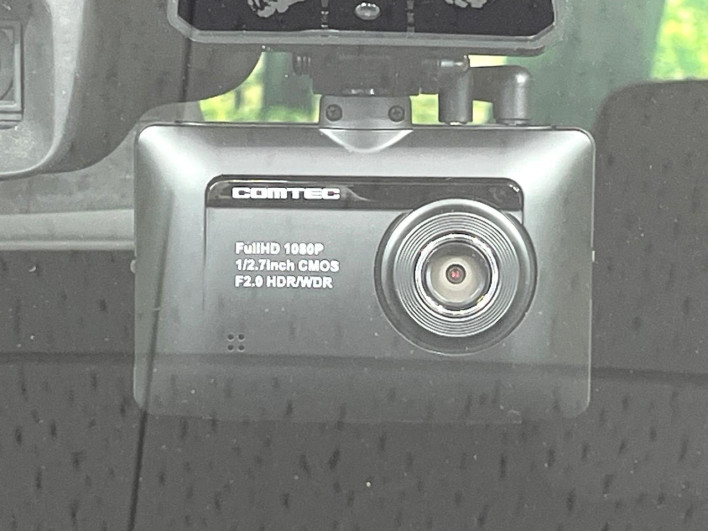 COMTEC
FullHD 1080P
1/2.7inch CMOS
F2.0 HDR/WDR